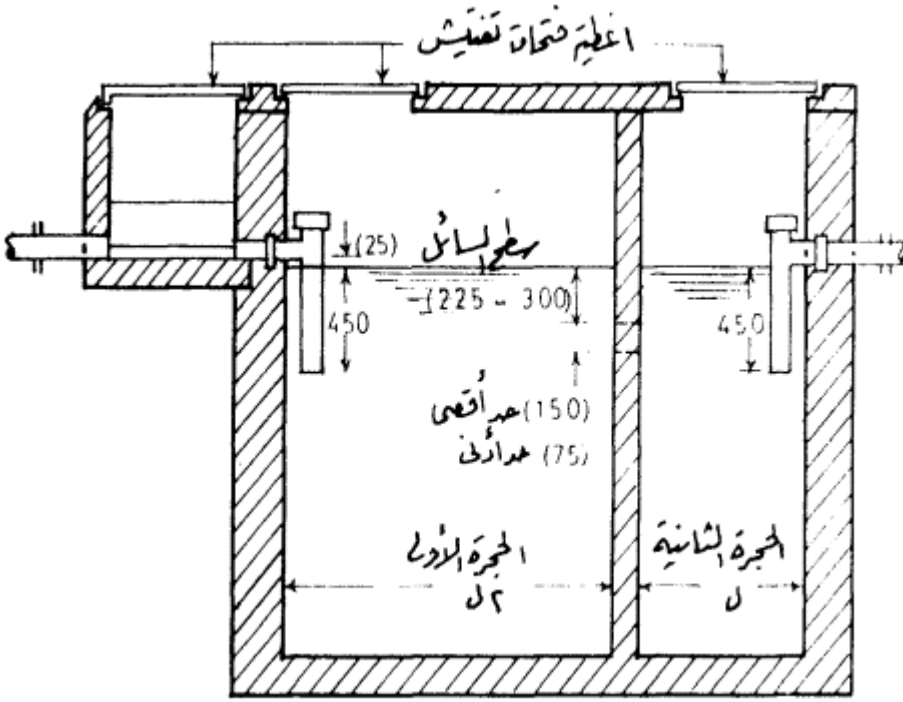 اغطية فتحات تفتيش
(25)
سطح السائل
(225 - 300)
450
450
(150) حد أقصى
(75) حد أدنى
الحجرة الأولى
٢ ل
الحجرة الثانية
ل